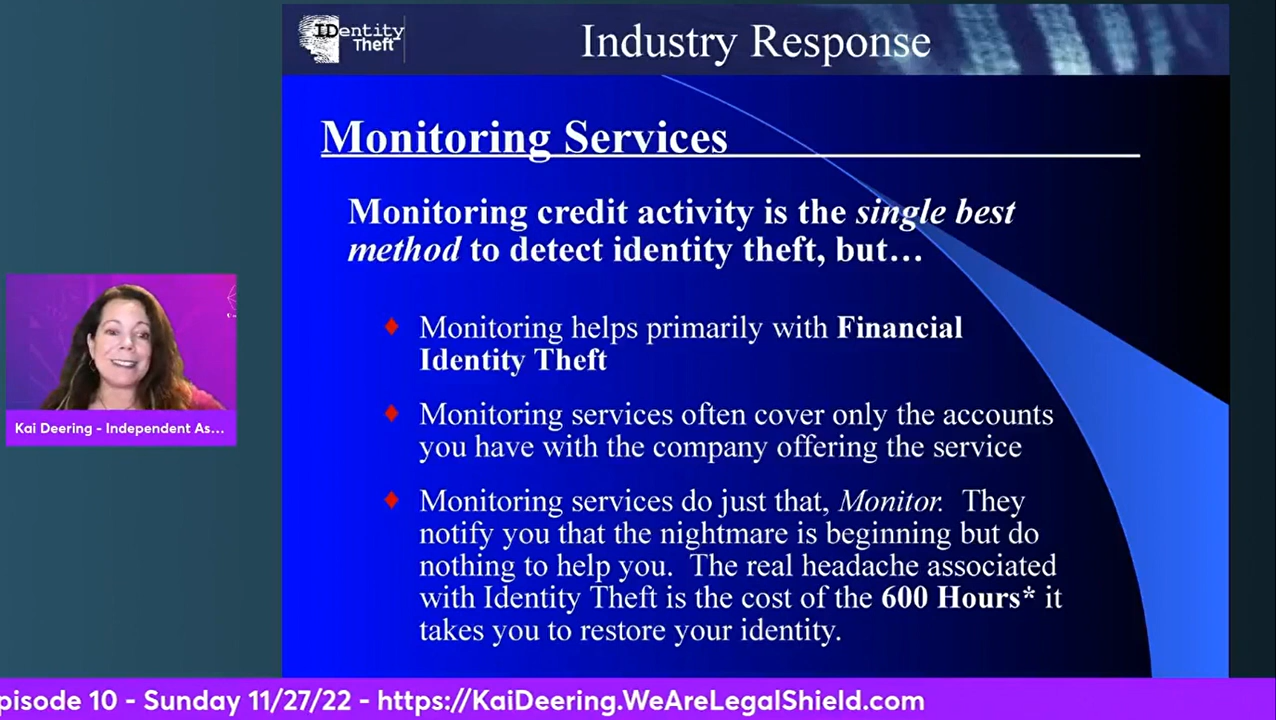 IDentity
Theft
Industry Response
Monitoring Services
Monitoring credit activity is the single best
method to detect identity theft, but…
Monitoring helps primarily with Financial
Identity Theft
Monitoring services often cover only the accounts
you have with the company offering the service
Monitoring services do just that, Monitor. They
notify you that the nightmare is beginning but do
nothing to help you. The real headache associated
with Identity Theft is the cost of the 600 Hours* it
takes you to restore your identity.
Kai Deering - Independent As...
pisode 10 - Sunday 11/27/22 - https://KaiDeering.WeAreLegalShield.com